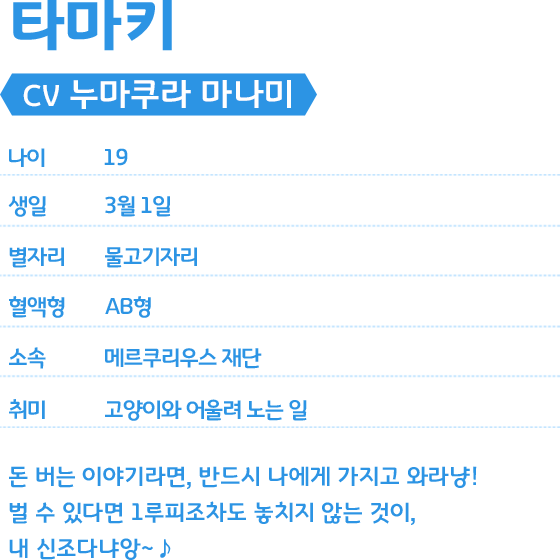 타마키
CV 누마쿠라 마나미
나이 19
생일 3월 1일
별자리 물고기자리
혈액형 AB형
소속 메르쿠리우스 재단
취미 고양이와 어울려 노는 일
돈 버는 이야기라면, 반드시 나에게 가지고 와라냥!
벌 수 있다면 1루피조차도 놓치지 않는 것이,
내 신조다냐앙~♪